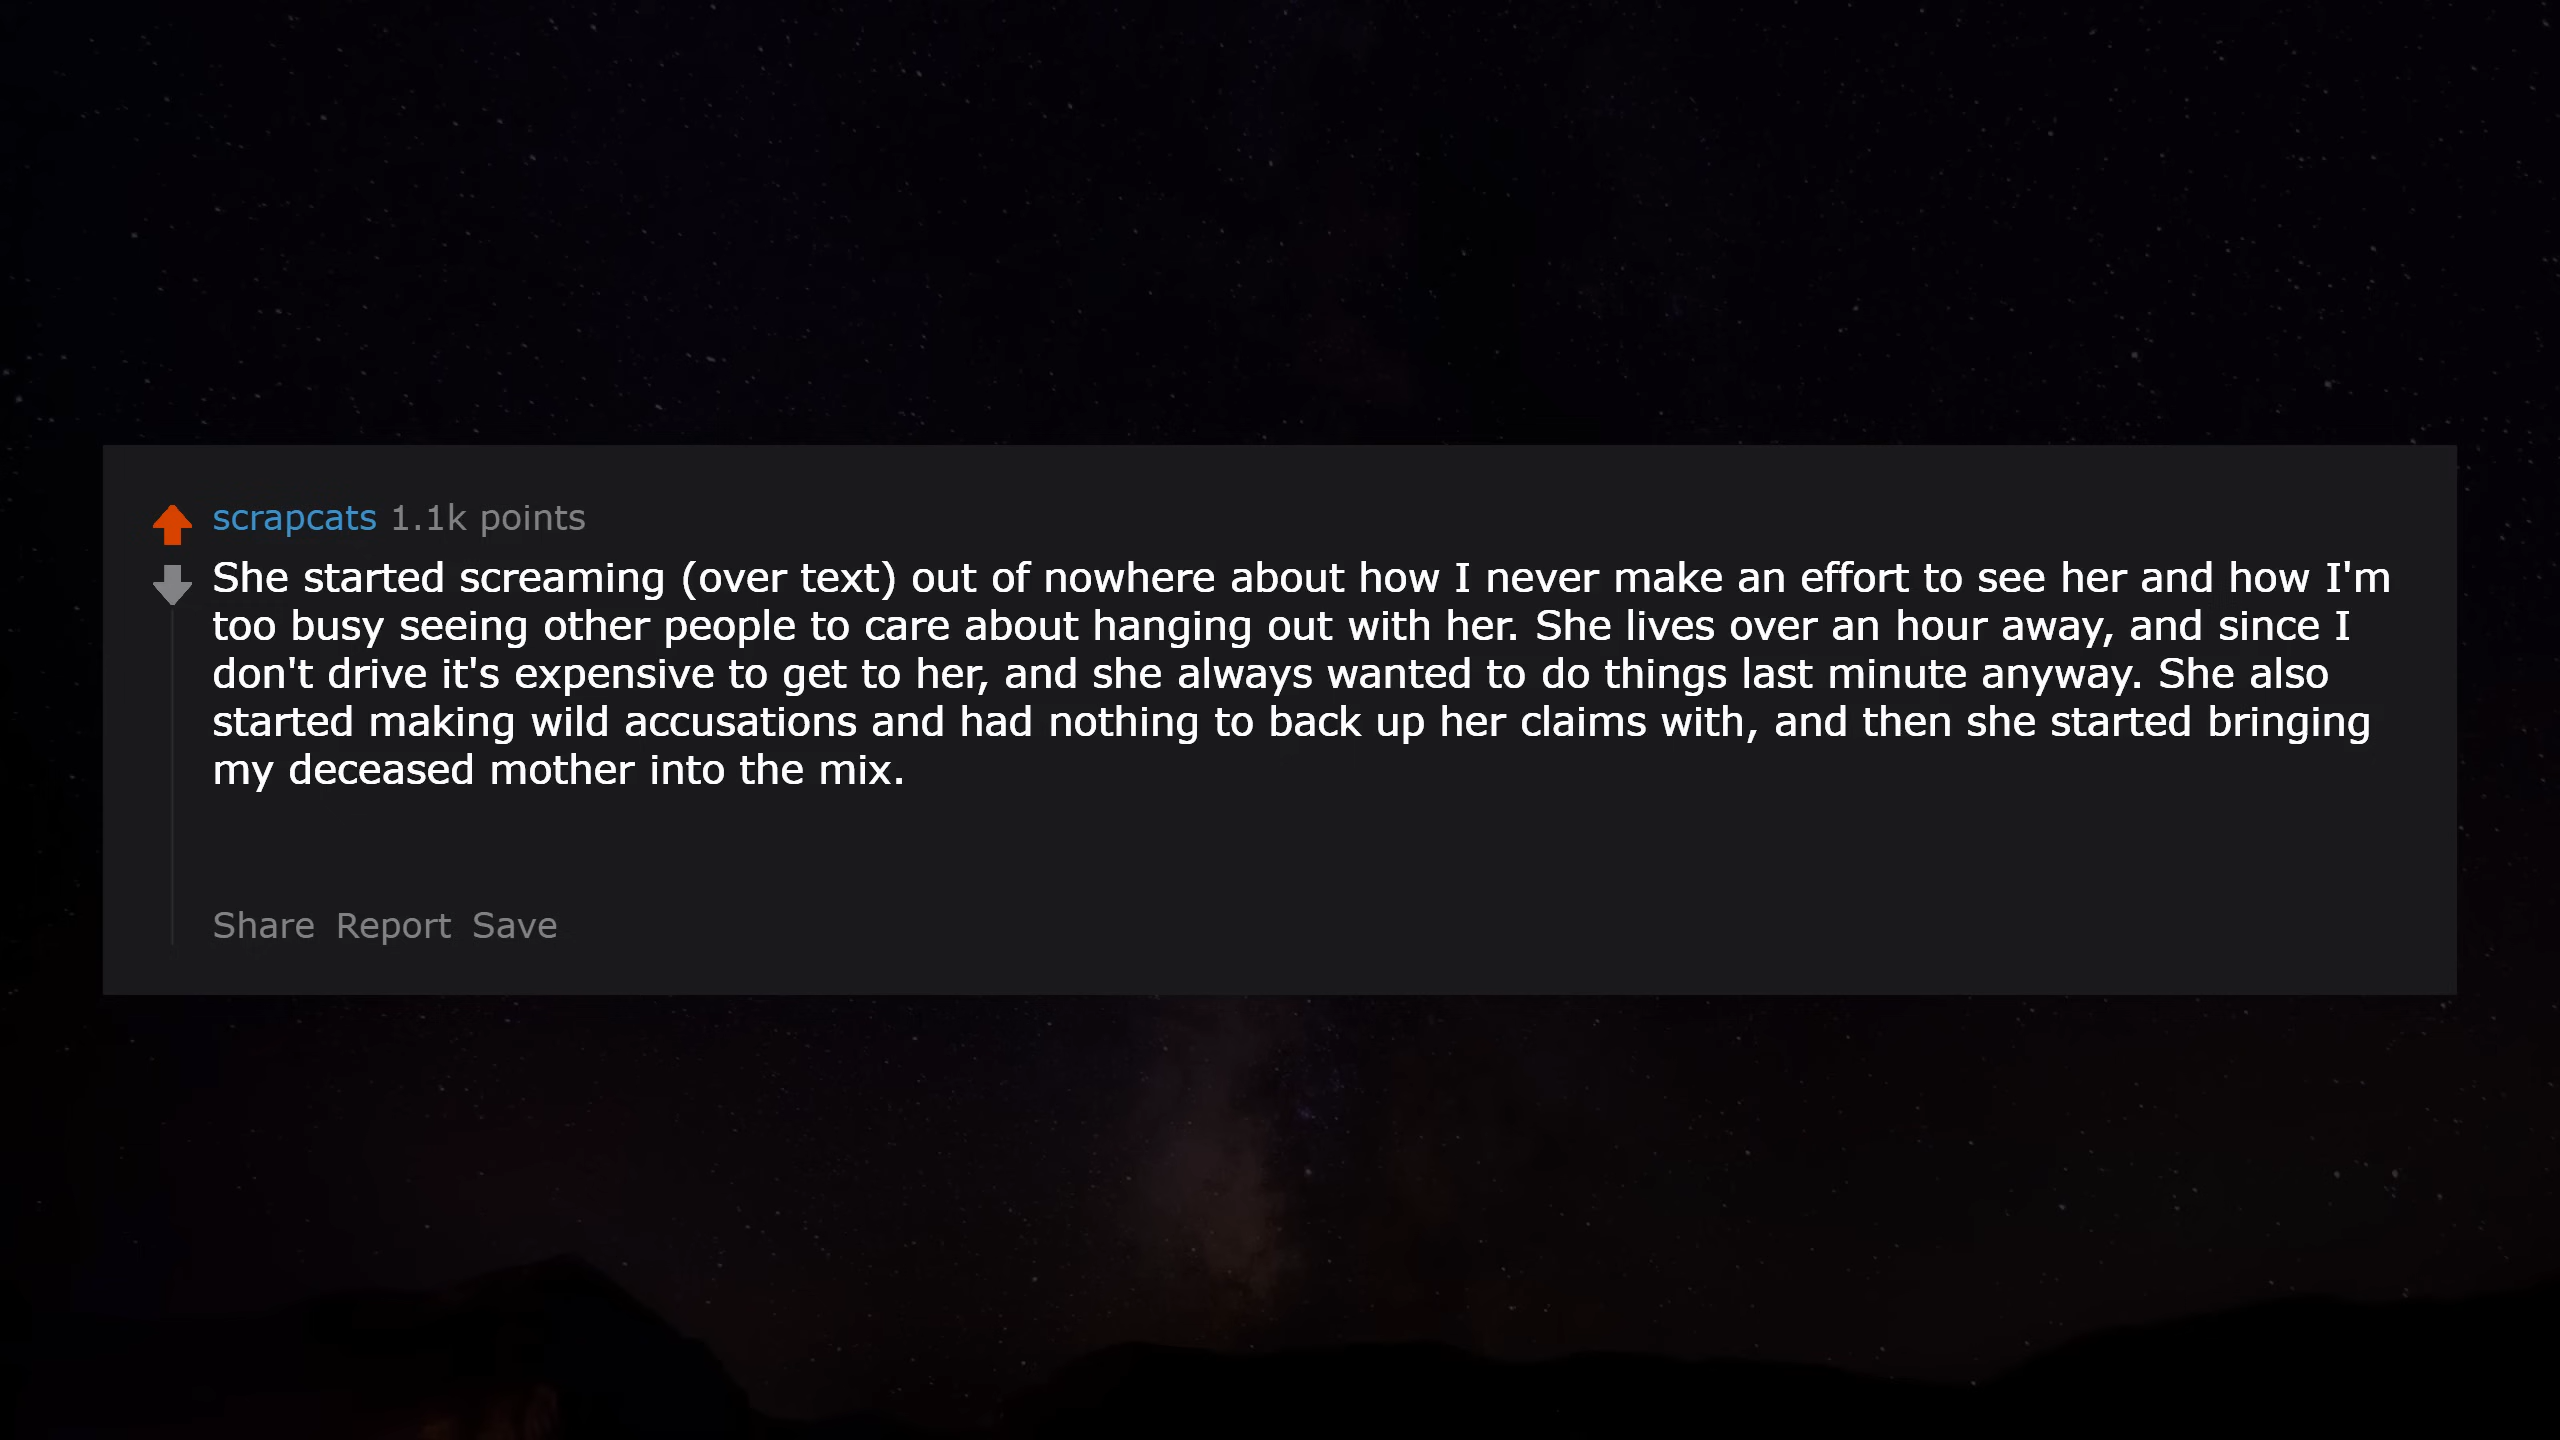 scrapcats 1.1k points
She started screaming (over text) out of nowhere about how I never make an effort to see her and how I'm
too busy seeing other people to care about hanging out with her. She lives over an hour away, and since I
don't drive it's expensive to get to her, and she always wanted to do things last minute anyway. She also
started making wild accusations and had nothing to back up her claims with, and then she started bringing
my deceased mother into the mix.
Share Report Save